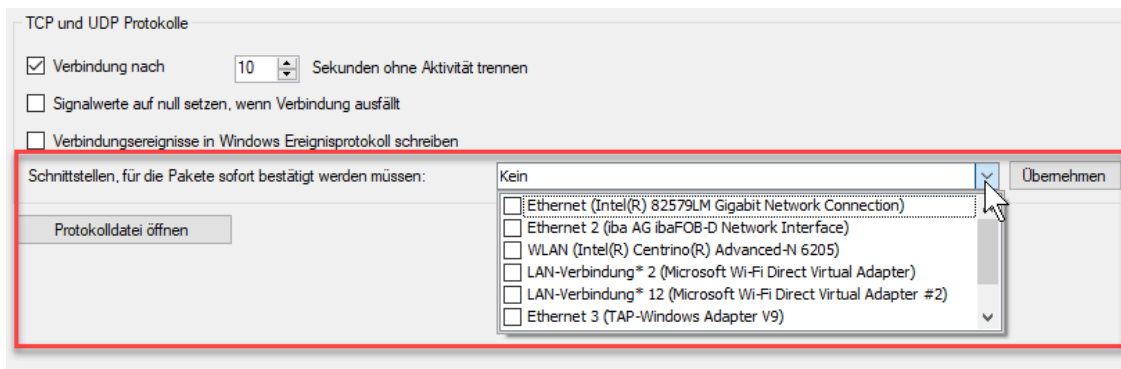 TCP und UDP Protokolle
Verbindung nach 10 Sekunden ohne Aktivität trennen
Signalwerte auf null setzen, wenn Verbindung ausfällt
Verbindungsereignisse in Windows Ereignisprotokoll schreiben
Schnittstellen, für die Pakete sofort bestätigt werden müssen: Kein Übernehmen
Ethernet (Intel(R) 82579LM Gigabit Network Connection)
Protokolldatei öffnen Ethernet 2 (iba AG ibaFOB-D Network Interface)
WLAN (Intel(R) Centrino(R) Advanced-N 6205)
LAN-Verbindung* 2 (Microsoft Wi-Fi Direct Virtual Adapter)
LAN-Verbindung* 12 (Microsoft Wi-Fi Direct Virtual Adapter #2)
Ethernet 3 (TAP-Windows Adapter V9)